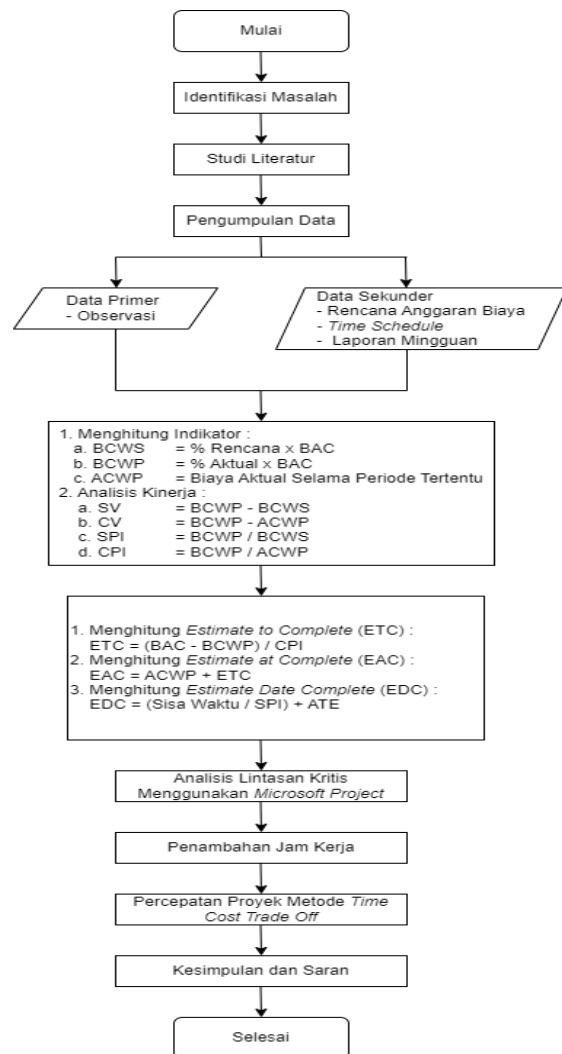 Mulai
Identifikasi Masalah
Studi Literatur
Pengumpulan Data
Data Primer
- Observasi
Data Sekunder
- Rencana Anggaran Biaya
- Time Schedule
- Laporan Mingguan
1. Menghitung Indikator :
a. BCWS = % Rencana x BAC
b. BCWP = % Aktual x BAC
c. ACWP = Biaya Aktual Selama Periode Tertentu
2. Analisis Kinerja :
a. SV = BCWP - BCWS
b. CV = BCWP - ACWP
c. SPI = BCWP / BCWS
d. CPI = BCWP / ACWP
1. Menghitung Estimate to Complete (ETC) :
ETC = (BAC - BCWP) / CPI
2. Menghitung Estimate at Complete (EAC) :
EAC = ACWP + ETC
3. Menghitung Estimate Date Complete (EDC) :
EDC = (Sisa Waktu / SPI) + ATE
Analisis Lintasan Kritis
Menggunakan Microsoft Project
Penambahan Jam Kerja
Percepatan Proyek Metode Time
Cost Trade Off
Kesimpulan dan Saran
Selesai